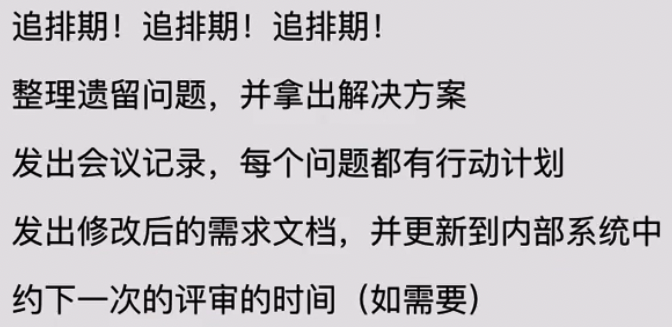 追排期！追排期！追排期！
整理遗留问题，并拿出解决方案
发出会议记录，每个问题都有行动计划
发出修改后的需求文档，并更新到内部系统中
约下一次的评审的时间（如需要）